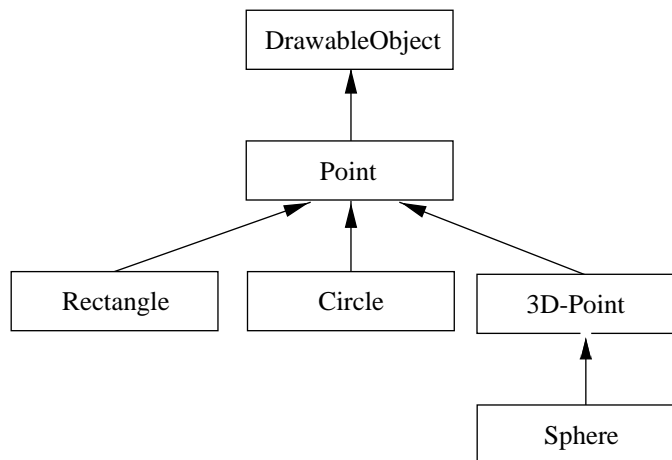 DrawableObject
Point
Rectangle
Circle
3D-Point
Sphere